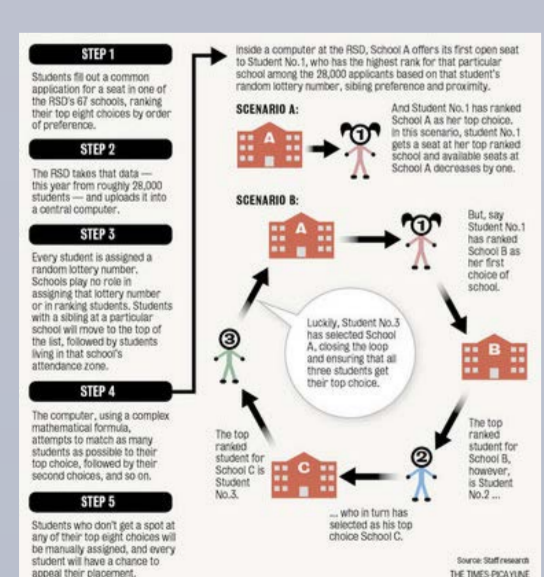 STEP 1
Students fill out a common
application for a seat in one of
the RSD's 67 schools, ranking
their top eight choices by order
of preference.
STEP 2
The RSD takes that data —
this year from roughly 28,000
students — and uploads it into
a central computer.
STEP 3
Every student is assigned a
random lottery number.
Schools play no role in
assigning that lottery number
or in ranking students. Students
with a sibling at a particular
school will move to the top of
the list, followed by students
living in that school's
attendance zone.
STEP 4
The computer, using a complex
mathematical formula,
attempts to match as many
students as possible to their
top choice, followed by their
second choices, and so on.
STEP 5
Students who don't get a spot at
any of their top eight choices will
be manually assigned, and every
student will have a chance to
appeal their placement.
Inside a computer at the RSD, School A offers its first open seat
to Student No.1, who has the highest rank for that particular
school among the 28,000 applicants based on that student's
random lottery number, sibling preference and proximity.
SCENARIO A:
A
1
And Student No.1 has ranked
School A as her top choice.
In this scenario, student No.1
gets a seat at her top ranked
school and available seats at
School A decreases by one.
SCENARIO B:
A
1
But, say
Student No.1
has ranked
School B as
her first
choice of
school.
B
The top
ranked
student for
School B,
however,
is Student
No.2 ...
2
... who in turn has
selected as his top
choice School C.
C
The top
ranked
student for
School C is
Student
No.3.
3
Luckily, Student No.3
has selected School
A, closing the loop
and ensuring that all
three students get
their top choice.
Source: Staff research
THE TIMES-PICAYUNE